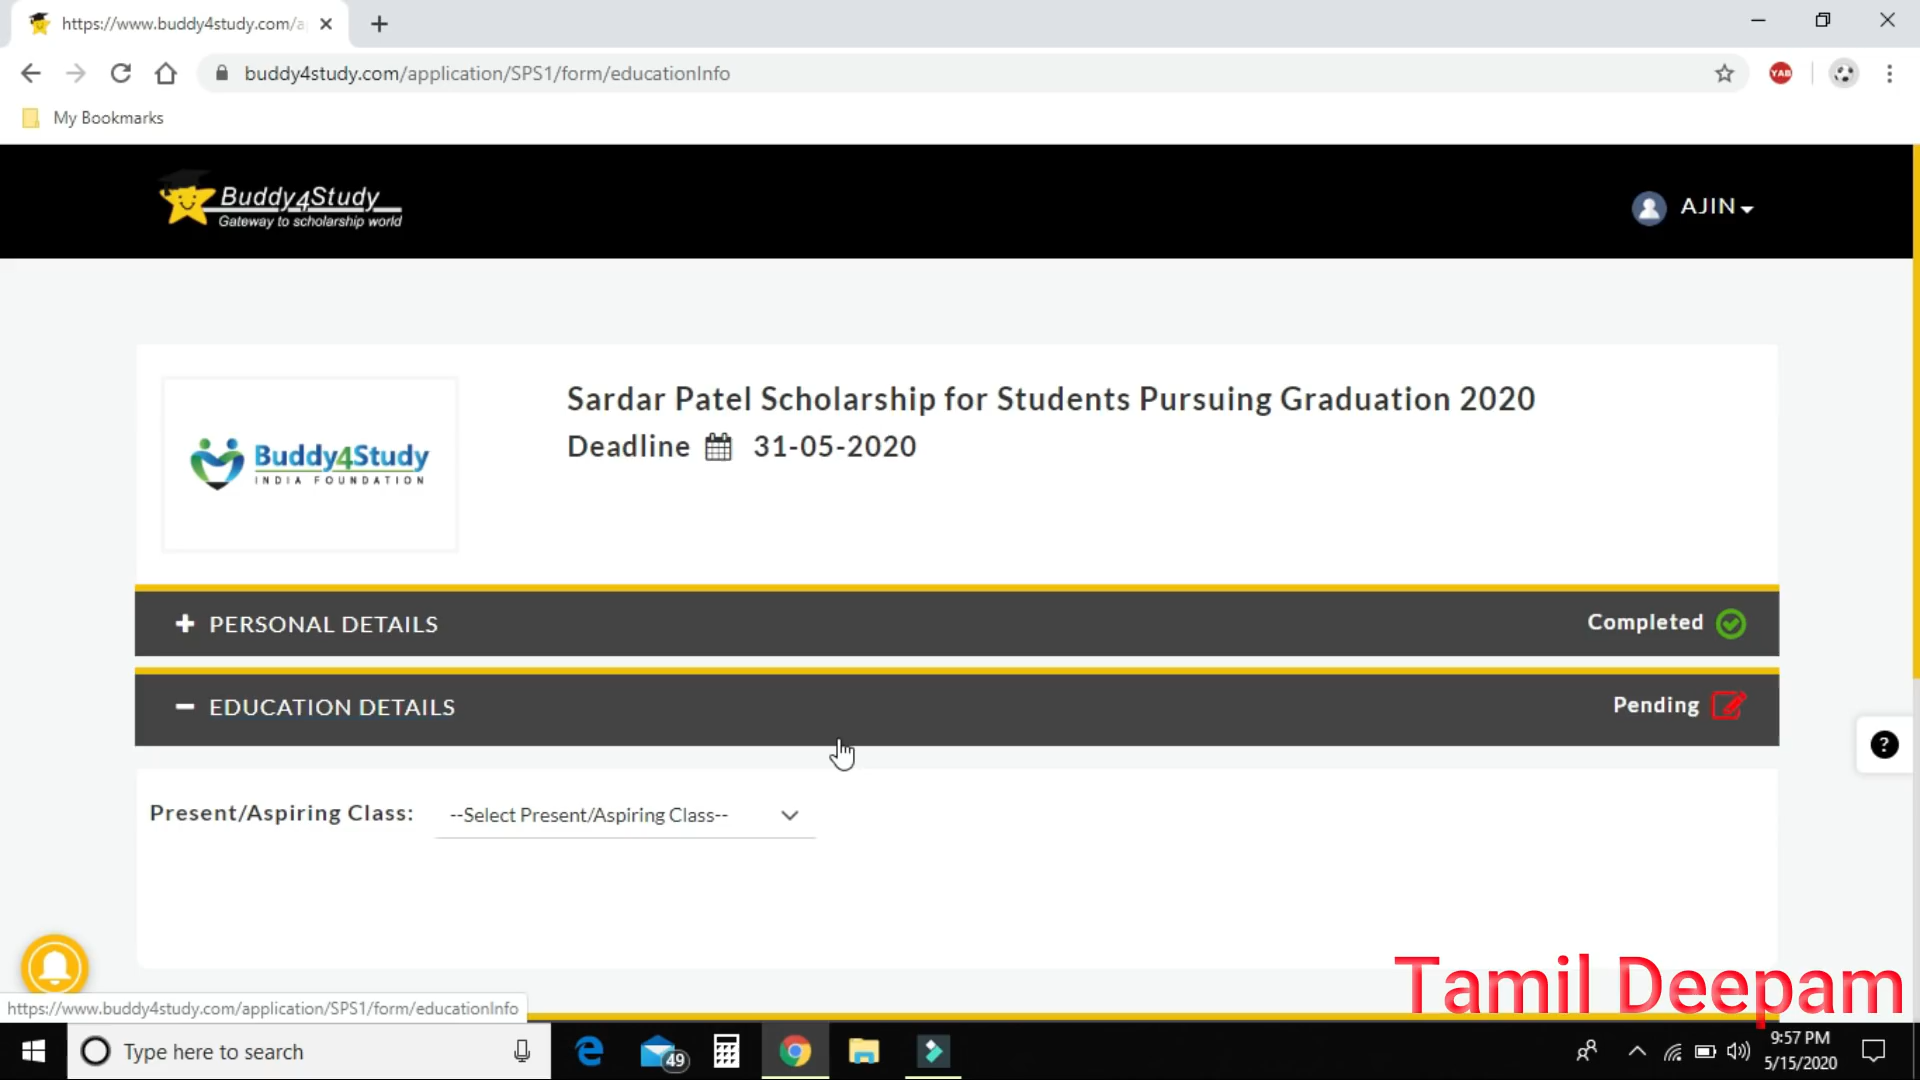 https://www.buddy4study.com/a
buddy4study.com/application/SPS1/form/educationInfo
YAB
My Bookmarks
Buddy4Study
Gateway to scholarship world
AJIN
Sardar Patel Scholarship for Students Pursuing Graduation 2020
Deadline 31-05-2020
Buddy4Study
INDIA FOUNDATION
PERSONAL DETAILS
Completed
EDUCATION DETAILS
Pending
?
Present/Aspiring Class:
--Select Present/Aspiring Class--
Tamil Deepam
https://www.buddy4study.com/application/SPS1/form/educationInfo
Type here to search
49
9:57 PM
5/15/2020